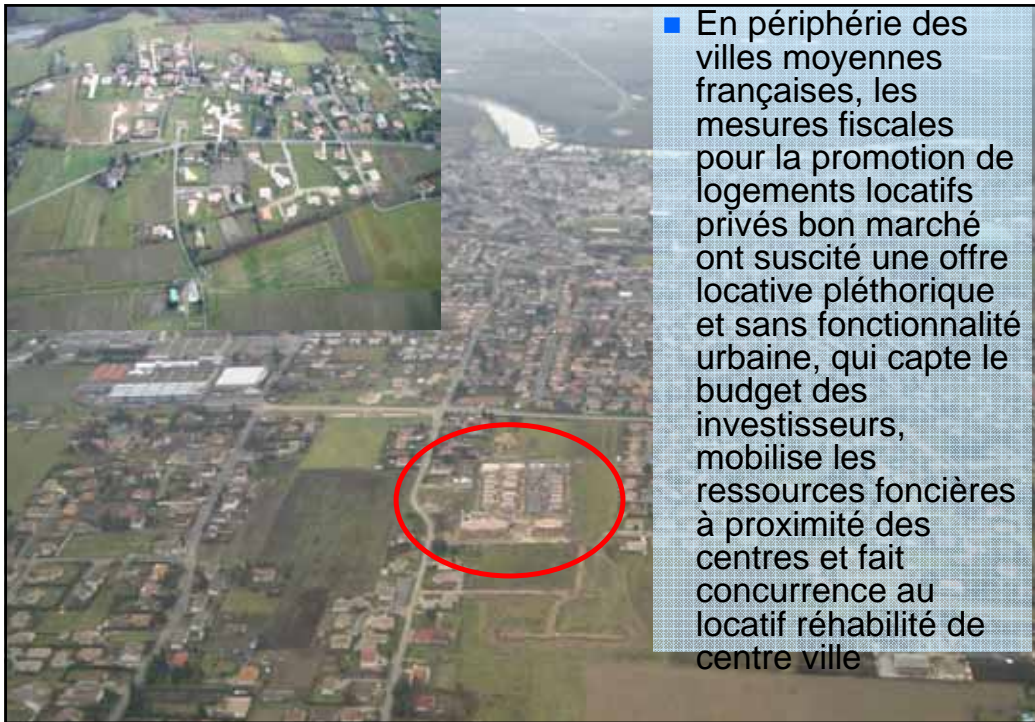 ■ En périphérie des
villes moyennes
françaises, les
mesures fiscales
pour la promotion de
logements locatifs
privés bon marché
ont suscité une offre
locative pléthorique
et sans fonctionnalité
urbaine, qui capte le
budget des
investisseurs,
mobilise les
ressources foncières
à proximité des
centres et fait
concurrence au
locatif réhabilité de
centre ville